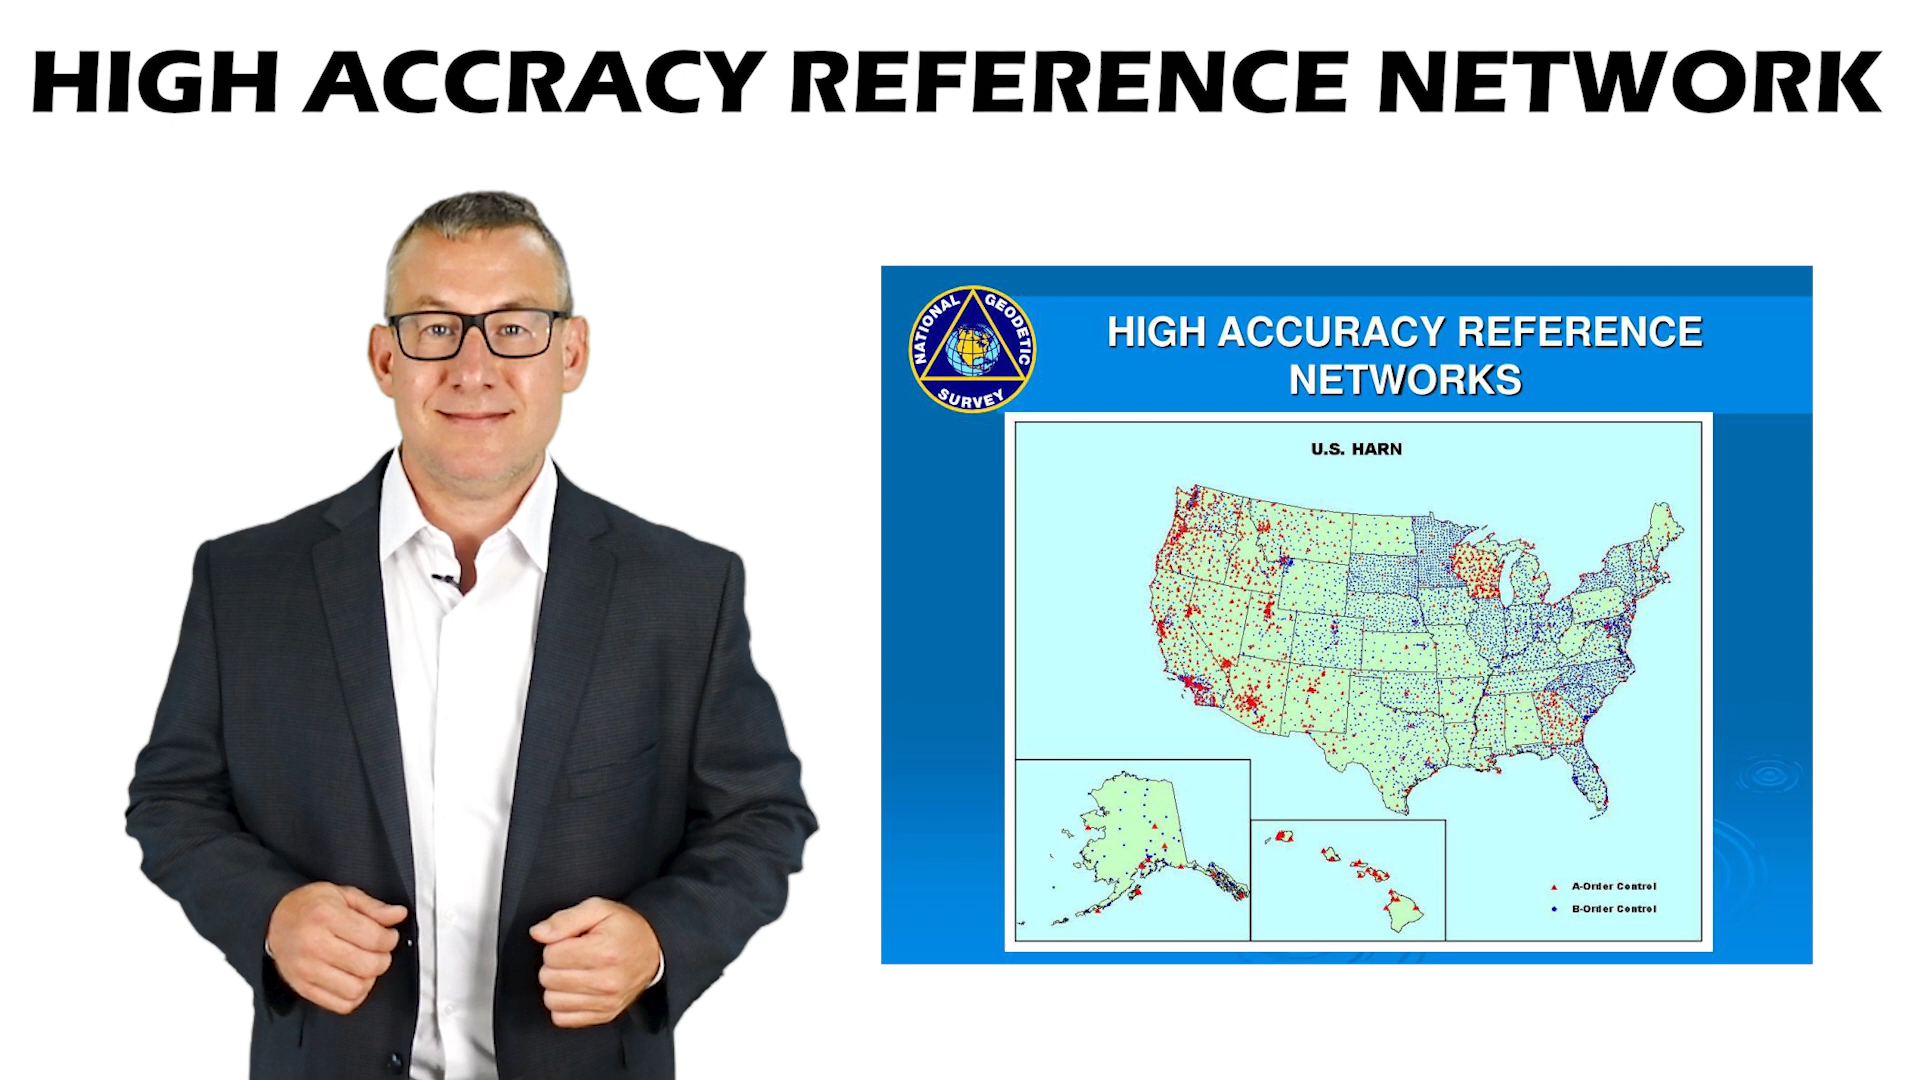 HIGH ACCRACY REFERENCE NETWORK
NATIONAL GEODETIC SURVEY
HIGH ACCURACY REFERENCE
NETWORKS
U.S. HARN
A-Order Control
B-Order Control